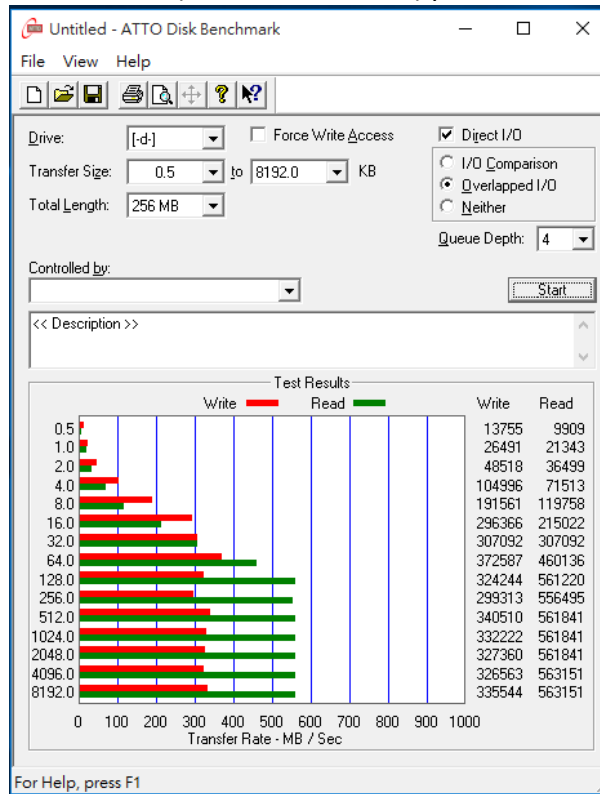 Untitled - ATTO Disk Benchmark
File View Help
Drive: [-d-] Force Write Access Direct I/O
Transfer Size: 0.5 to 8192.0 KB I/O Comparison
Overlapped I/O
Total Length: 256 MB Neither
Queue Depth: 4
Controlled by:
Start
<< Description >>
Test Results
Write Read Write Read
0.5 13755 9909
1.0 26491 21343
2.0 48518 36499
4.0 104996 71513
8.0 191561 119758
16.0 296366 215022
32.0 307092 307092
64.0 372587 460136
128.0 324244 561220
256.0 299313 556495
512.0 340510 561841
1024.0 332222 561841
2048.0 327360 561841
4096.0 326563 563151
8192.0 335544 563151
0 100 200 300 400 500 600 700 800 900 1000
Transfer Rate - MB / Sec
For Help, press F1